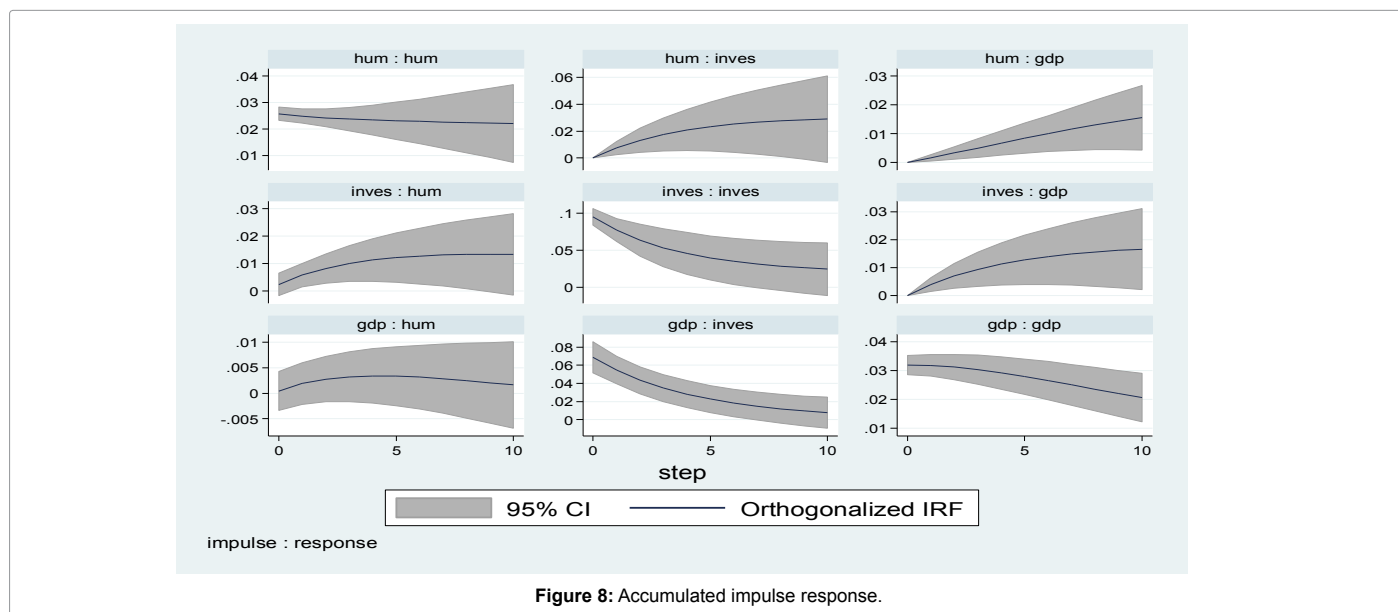 hum : hum
hum : inves
hum : gdp
.04
.03
.02
.01
.06
.04
.02
0
.03
.02
.01
0
inves : hum
inves : inves
inves : gdp
.03
.02
.01
0
.1
.05
0
.03
.02
.01
0
gdp : hum
gdp : inves
gdp : gdp
.01
.005
0
-.005
.08
.06
.04
.02
0
.04
.03
.02
.01
0 5 10
0 5 10
0 5 10
step
95% CI
Orthogonalized IRF
impulse : response
Figure 8: Accumulated impulse response.